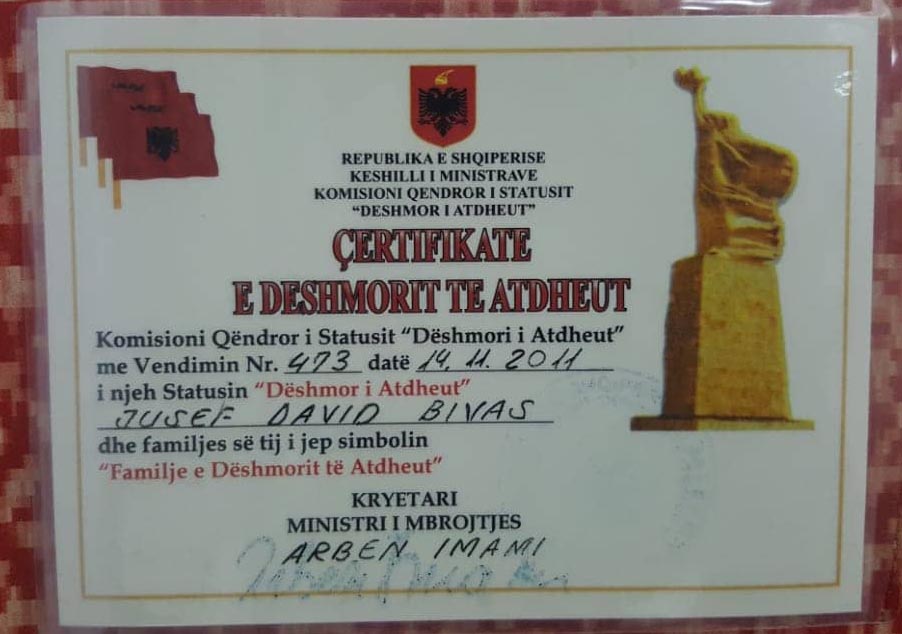 REPUBLIKA E SHQIPERISE
KESHILLI I MINISTRAVE
KOMISIONI QENDROR I STATUSIT
“DESHMOR I ATDHEUT”
ÇERTIFIKATE
E DESHMORIT TE ATDHEUT
Komisioni Qëndror i Statusit “Dëshmori i Atdheut”
me Vendimin Nr. 473 datë 14. 11. 2011
i njeh Statusin “Dëshmor i Atdheut”
JUSEF DAVID BIVAS
dhe familjes së tij i jep simbolin
“Familje e Dëshmorit të Atdheut”
KRYETARI
MINISTRI I MBROJTJES
ARBEN IMAMI